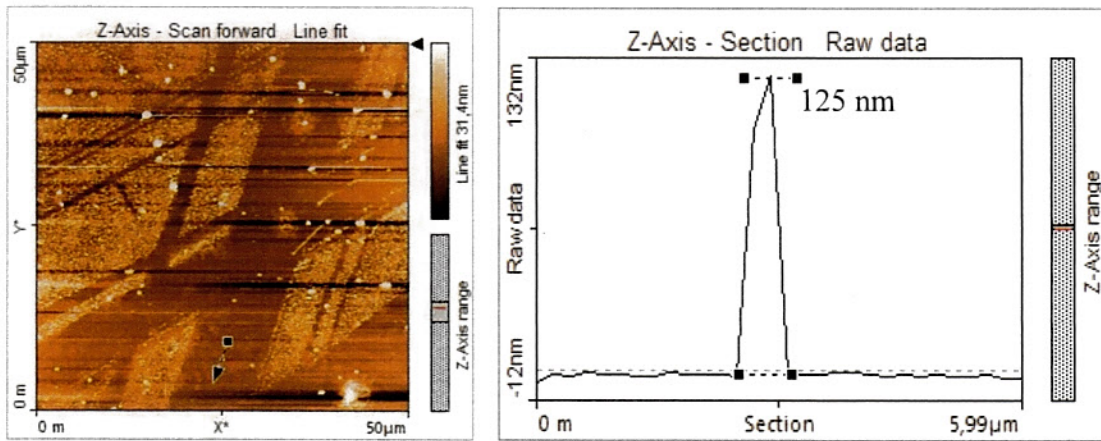 Z-Axis - Scan forward Line fit
50µm
Y*
0 m
0 m
X*
50µm
Line fit 31,4nm
Z-Axis range
Z-Axis - Section Raw data
132nm
Raw data
-12nm
125 nm
0 m
Section
5,99µm
Z-Axis range